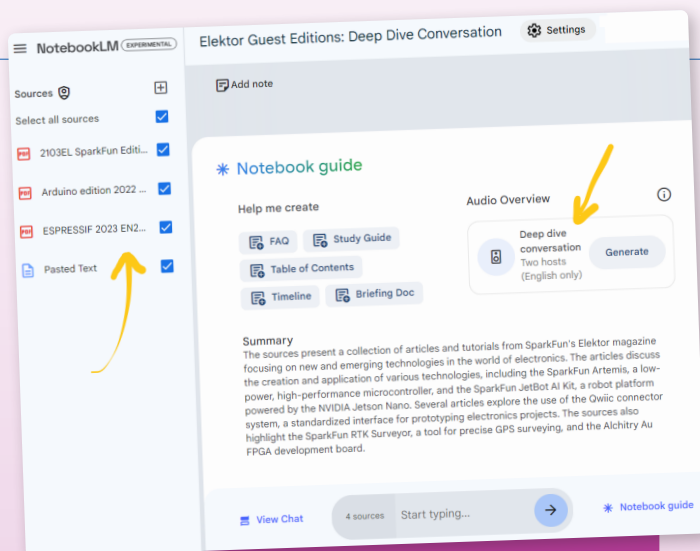 NotebookLM EXPERIMENTAL
Elektor Guest Editions: Deep Dive Conversation
Settings
Sources
Select all sources
PDF 2103EL SparkFun Editi...
PDF Arduino edition 2022 ...
PDF ESPRESSIF 2023 EN2...
Pasted Text
Add note
Notebook guide
Help me create
FAQ
Study Guide
Table of Contents
Timeline
Briefing Doc
Audio Overview
Deep dive
conversation
Two hosts
(English only)
Generate
Summary
The sources present a collection of articles and tutorials from SparkFun's Elektor magazine
focusing on new and emerging technologies in the world of electronics. The articles discuss
the creation and application of various technologies, including the SparkFun Artemis, a low-
power, high-performance microcontroller, and the SparkFun JetBot AI Kit, a robot platform
powered by the NVIDIA Jetson Nano. Several articles explore the use of the Qwiic connector
system, a standardized interface for prototyping electronics projects. The sources also
highlight the SparkFun RTK Surveyor, a tool for precise GPS surveying, and the Alchitry Au
FPGA development board.
View Chat
4 sources
Start typing...
Notebook guide